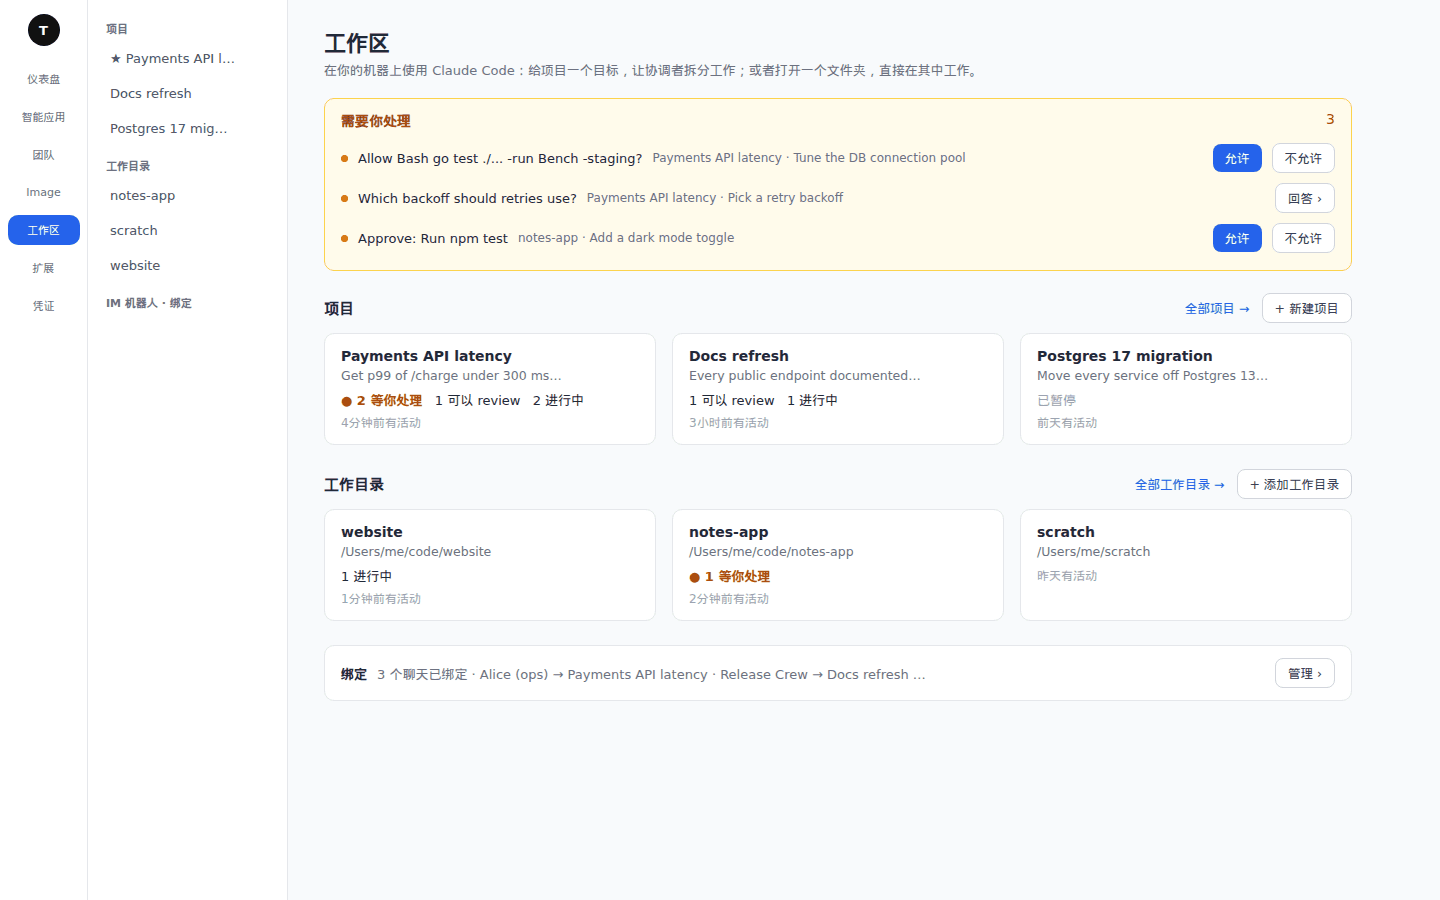 T
仪表盘
智能应用
团队
Image
工作区
扩展
凭证
项目
★ Payments API l…
Docs refresh
Postgres 17 mig…
工作目录
notes-app
scratch
website
IM 机器人 · 绑定
工作区
在你的机器上使用 Claude Code：给项目一个目标，让协调者拆分工作；或者打开一个文件夹，直接在其中工作。
需要你处理 3
Allow Bash go test ./... -run Bench -staging? Payments API latency · Tune the DB connection pool 允许 不允许
Which backoff should retries use? Payments API latency · Pick a retry backoff 回答 ›
Approve: Run npm test notes-app · Add a dark mode toggle 允许 不允许
项目 全部项目 → + 新建项目
Payments API latency
Get p99 of /charge under 300 ms…
● 2 等你处理 1 可以 review 2 进行中
4分钟前有活动
Docs refresh
Every public endpoint documented…
1 可以 review 1 进行中
3小时前有活动
Postgres 17 migration
Move every service off Postgres 13…
已暂停
前天有活动
工作目录 全部工作目录 → + 添加工作目录
website
/Users/me/code/website
1 进行中
1分钟前有活动
notes-app
/Users/me/code/notes-app
● 1 等你处理
2分钟前有活动
scratch
/Users/me/scratch
昨天有活动
绑定 3 个聊天已绑定 · Alice (ops) → Payments API latency · Release Crew → Docs refresh … 管理 ›